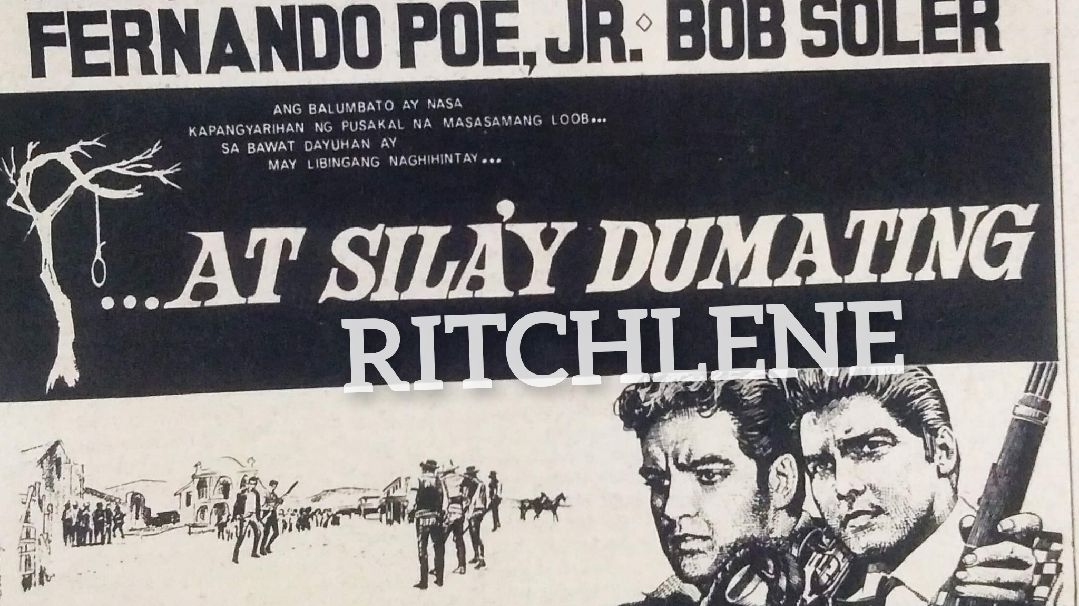 FERNANDO POE, JR. ◇ BOB SOLER
ANG BALUMBATO AY NASA
KAPANGYARIHAN NG PUSAKAL NA MASASAMANG LOOB...
SA BAWAT DAYUHAN AY
MAY LIBINGANG NAGHIHINTAY...
...AT SILA'Y DUMATING
RITCHLENE